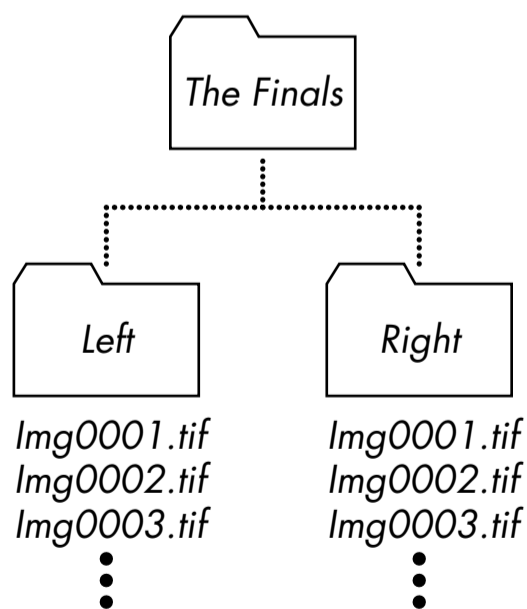 The Finals
Left
Right
Img0001.tif
Img0002.tif
Img0003.tif
Img0001.tif
Img0002.tif
Img0003.tif